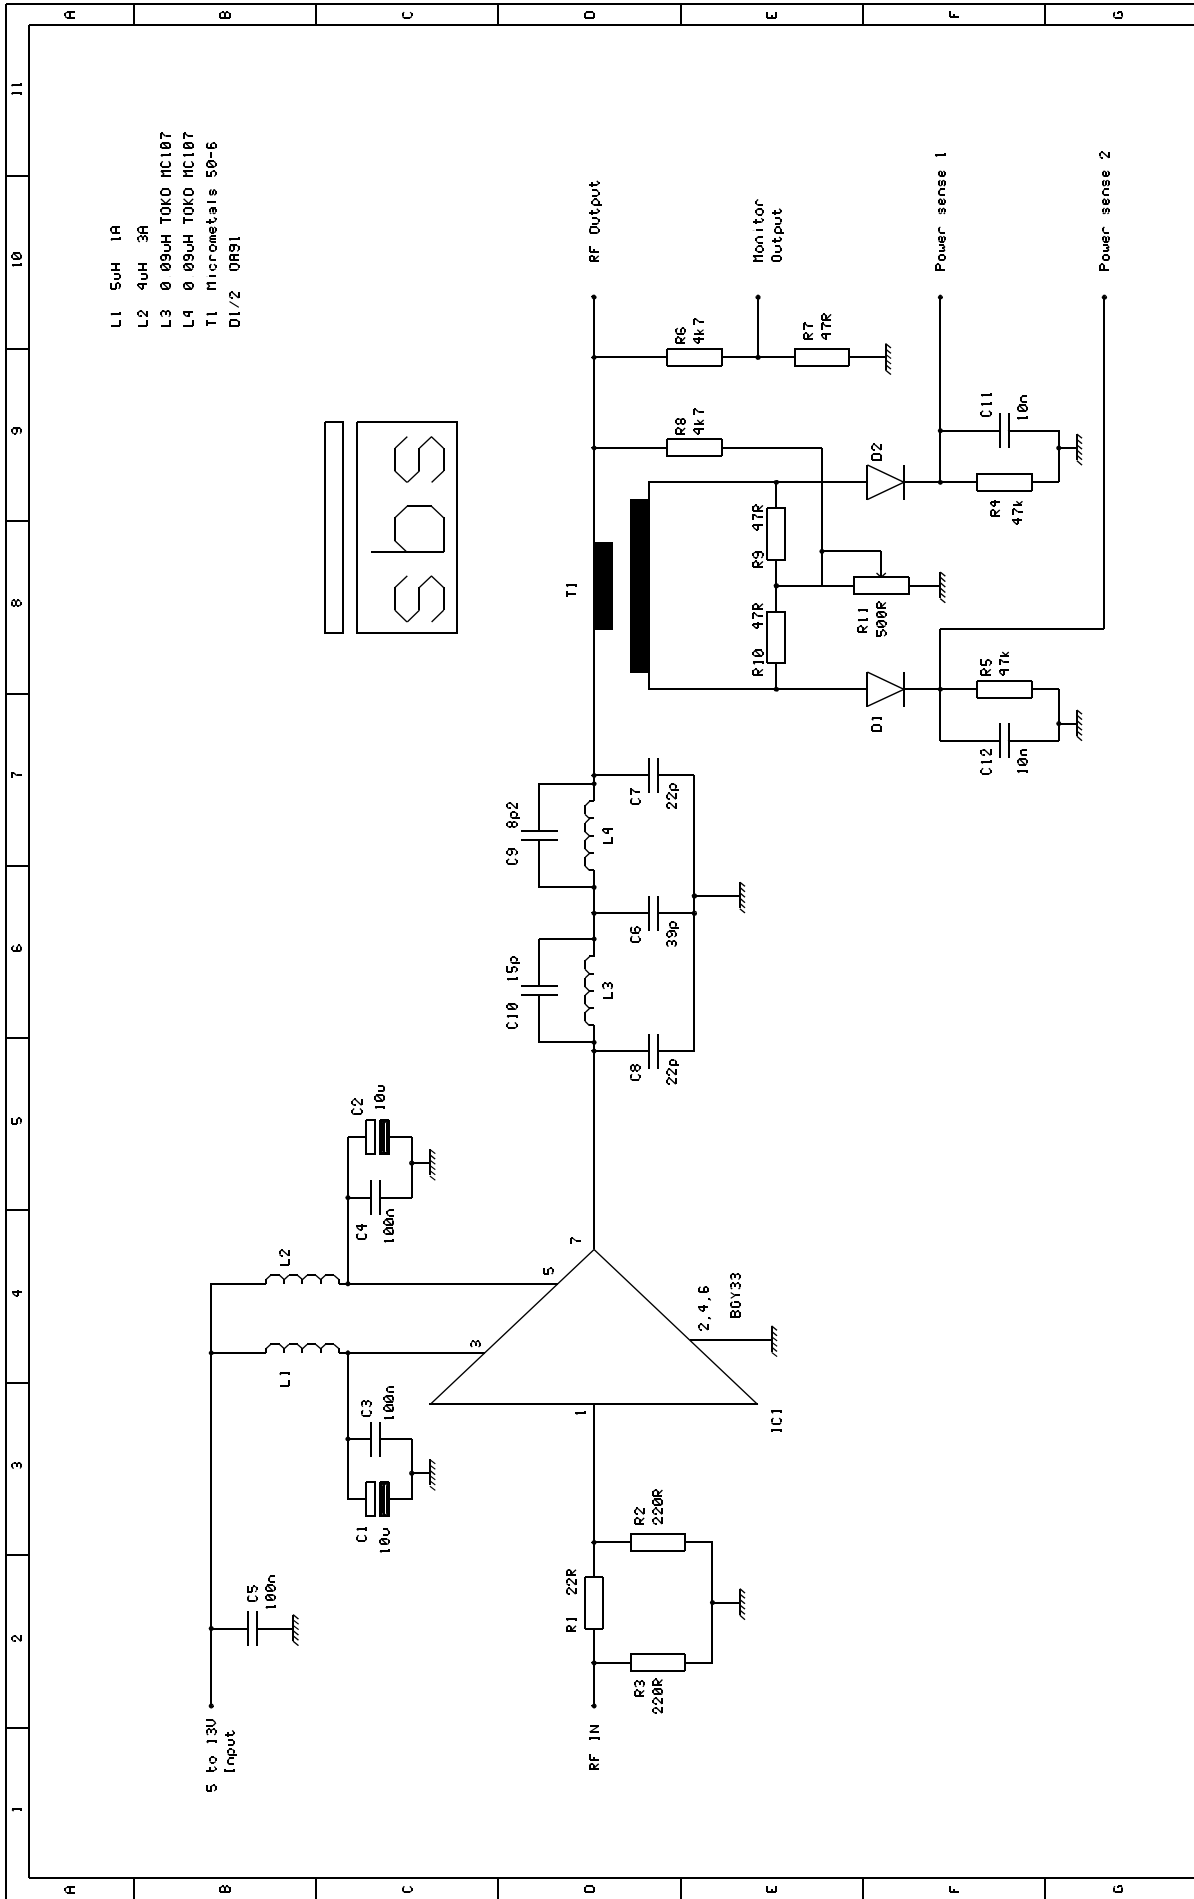 A
B
C
D
E
F
G
11
10
9
8
7
6
5
4
3
2
1
L1 5uH 1A
L2 4uH 3A
L3 0 09uH TOKO MC107
L4 0 09uH TOKO MC107
T1 Micrometals 50-6
D1/2 OA91
sbs
5 to 13V
Input
C5
100n
L1
L2
C1
10u
C3
100n
C4
100n
C2
10u
RF IN
R1 22R
R3
220R
R2
220R
1
3
5
7
2,4,6
BGY33
IC1
C10 15p
L3
C8
22p
C6
39p
C9 8p2
L4
C7
22p
T1
RF Output
R8
4k7
R6
4k7
Monitor
Output
R7
47R
R10 47R
R9 47R
R11
500R
D1
D2
C12
10n
R5
47k
R4
47k
C11
10n
Power sense 1
Power sense 2
A
B
C
D
E
F
G